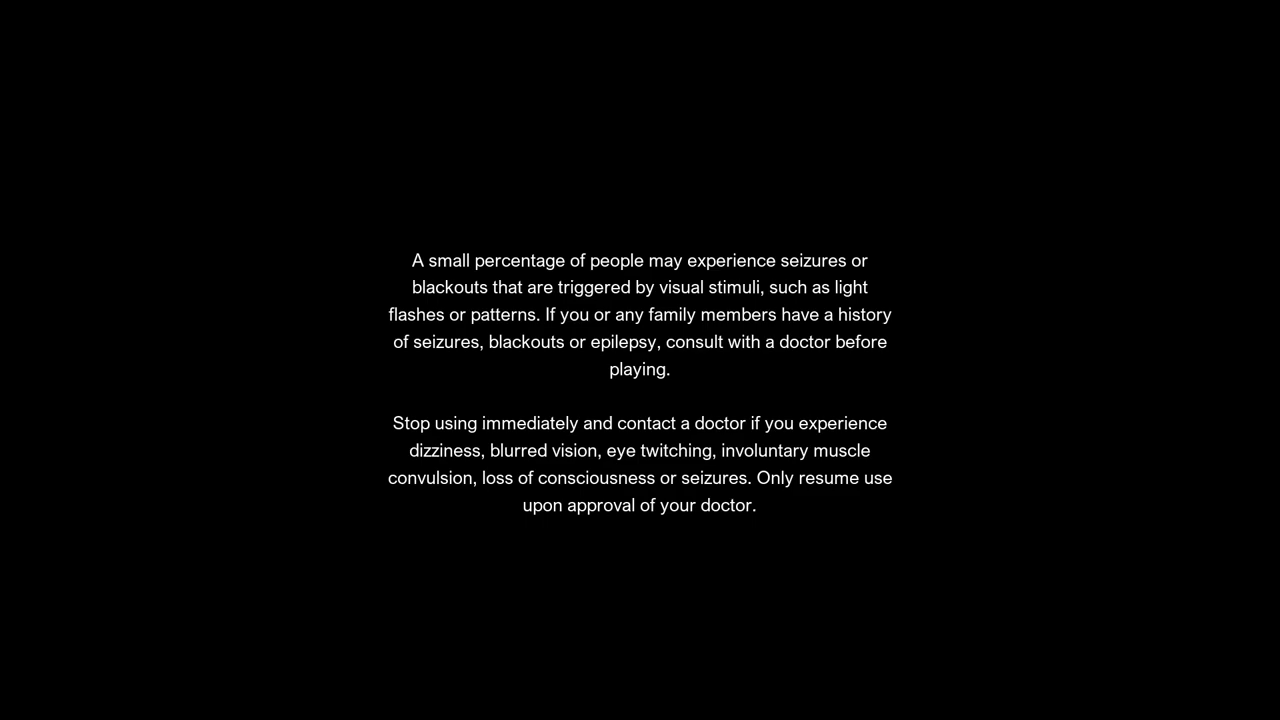 A small percentage of people may experience seizures or
blackouts that are triggered by visual stimuli, such as light
flashes or patterns. If you or any family members have a history
of seizures, blackouts or epilepsy, consult with a doctor before
playing.
Stop using immediately and contact a doctor if you experience
dizziness, blurred vision, eye twitching, involuntary muscle
convulsion, loss of consciousness or seizures. Only resume use
upon approval of your doctor.